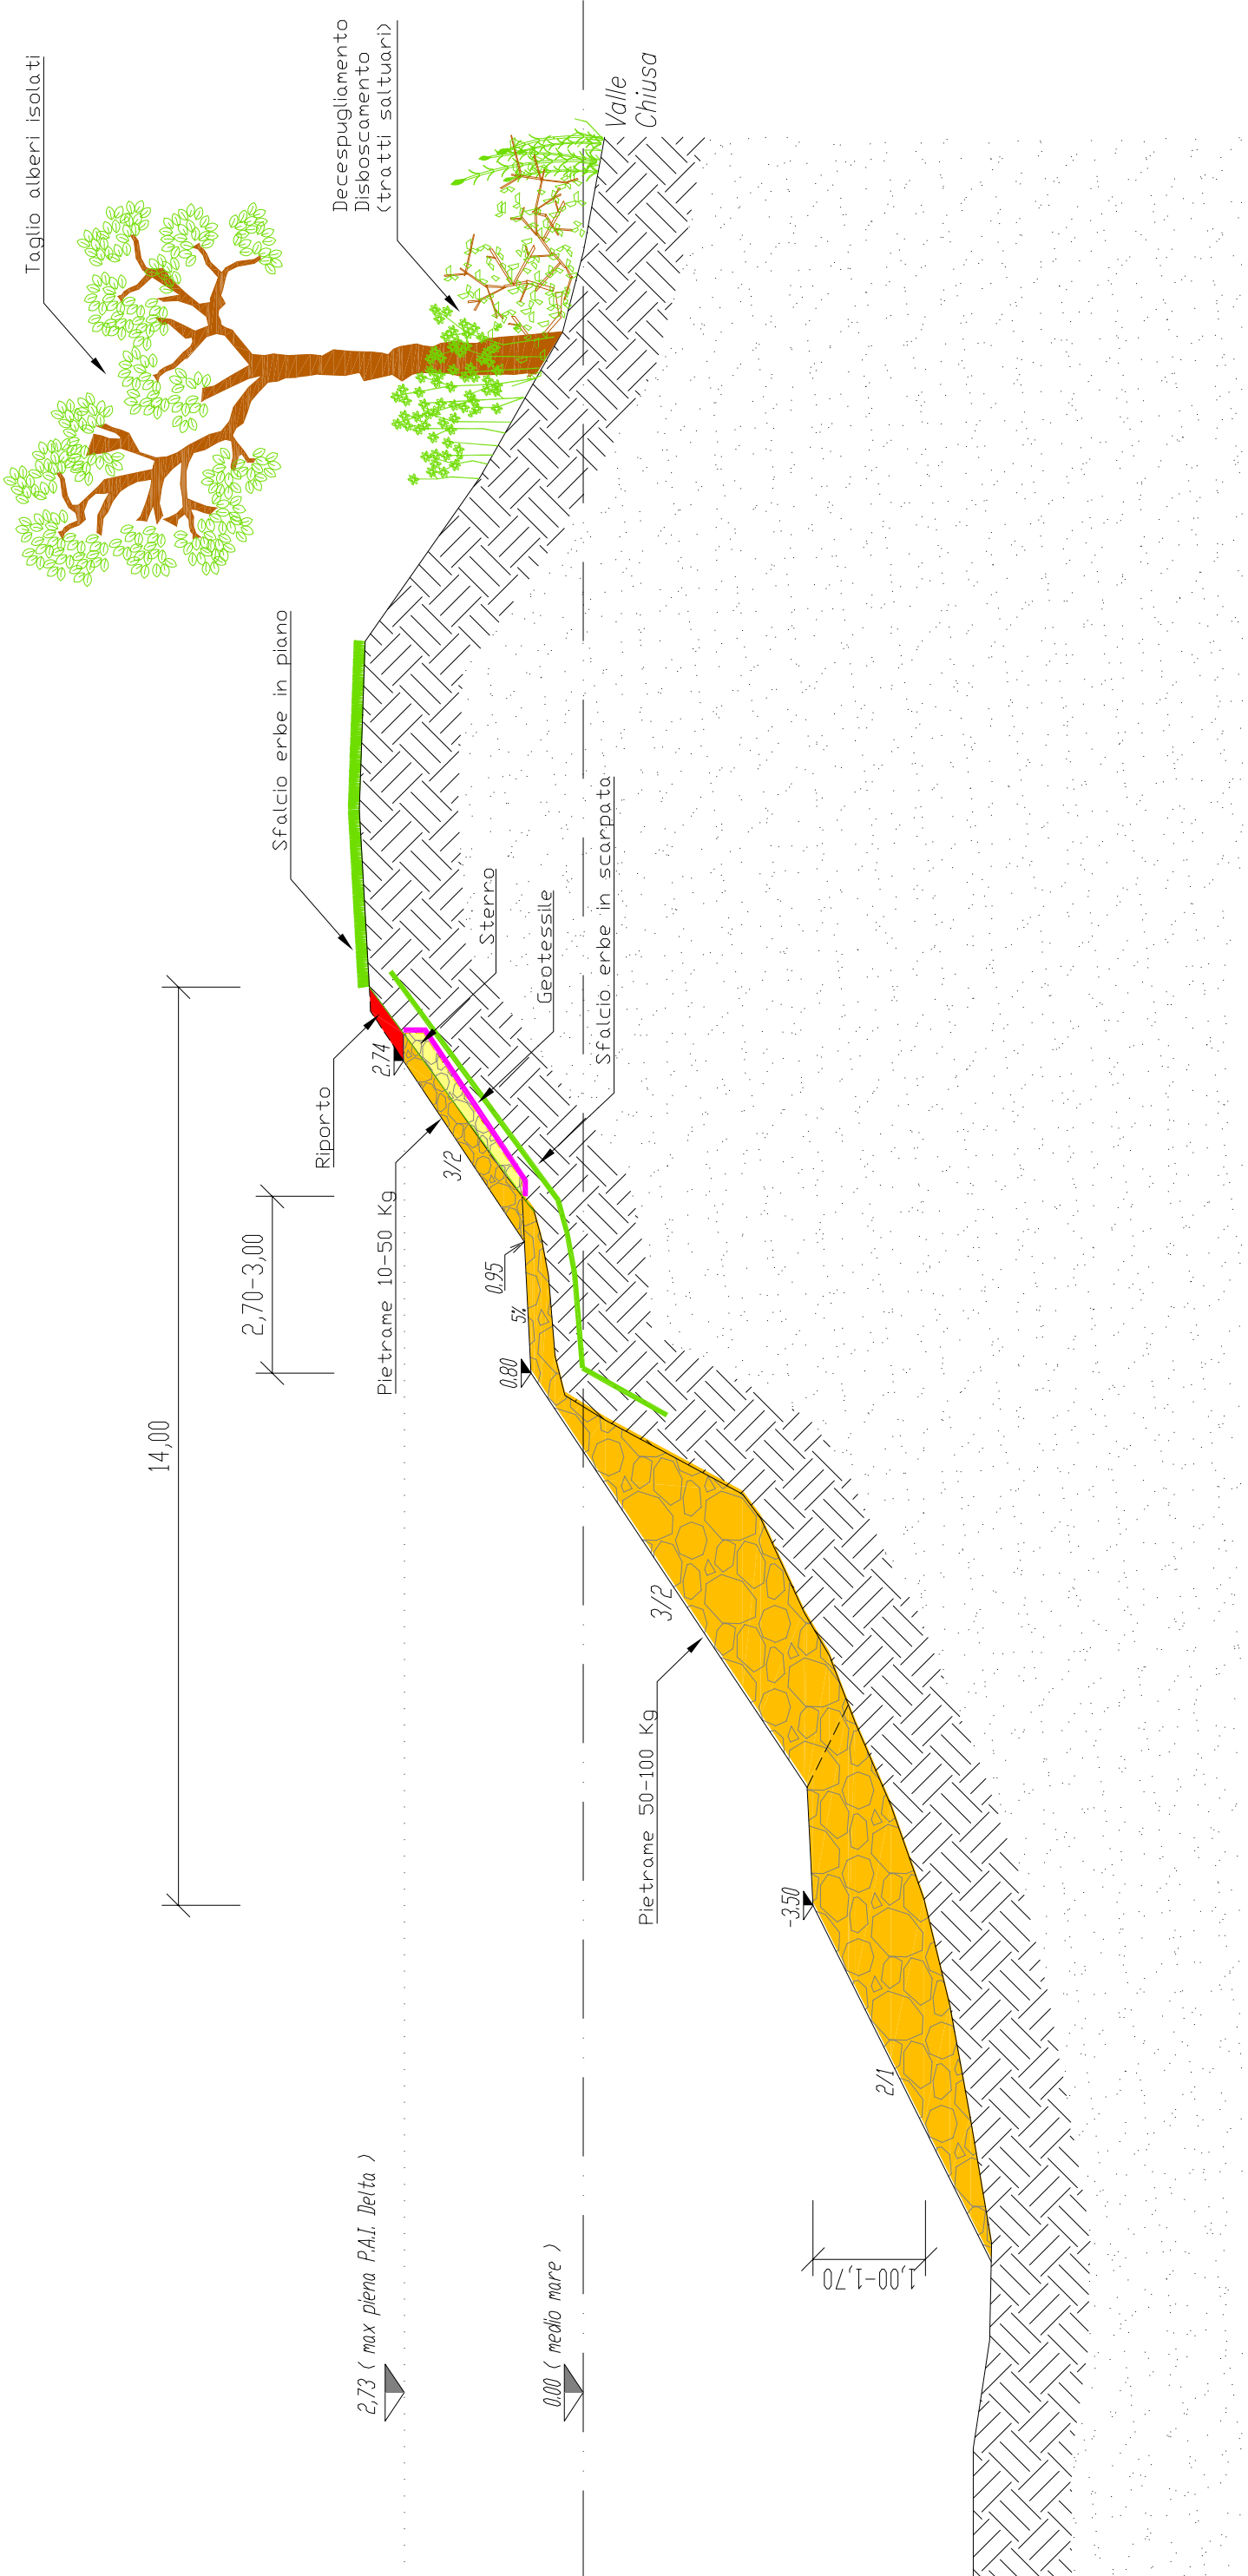 2,73 ( max piena P.A.I. Delta )
0.00 ( medio mare )
1,00-1,70
2/1
-3.50
14,00
Pietrame 50-100 Kg
3/2
2,70-3,00
Pietrame 10-50 Kg
0.80
5%
0.95
3/2
Riporto
2.74
Sfalcio erbe in piano
Sterro
Geotessile
Sfalcio erbe in scarpata
Taglio alberi isolati
Decespugliamento
Disboscamento
(tratti saltuari)
Valle
Chiusa